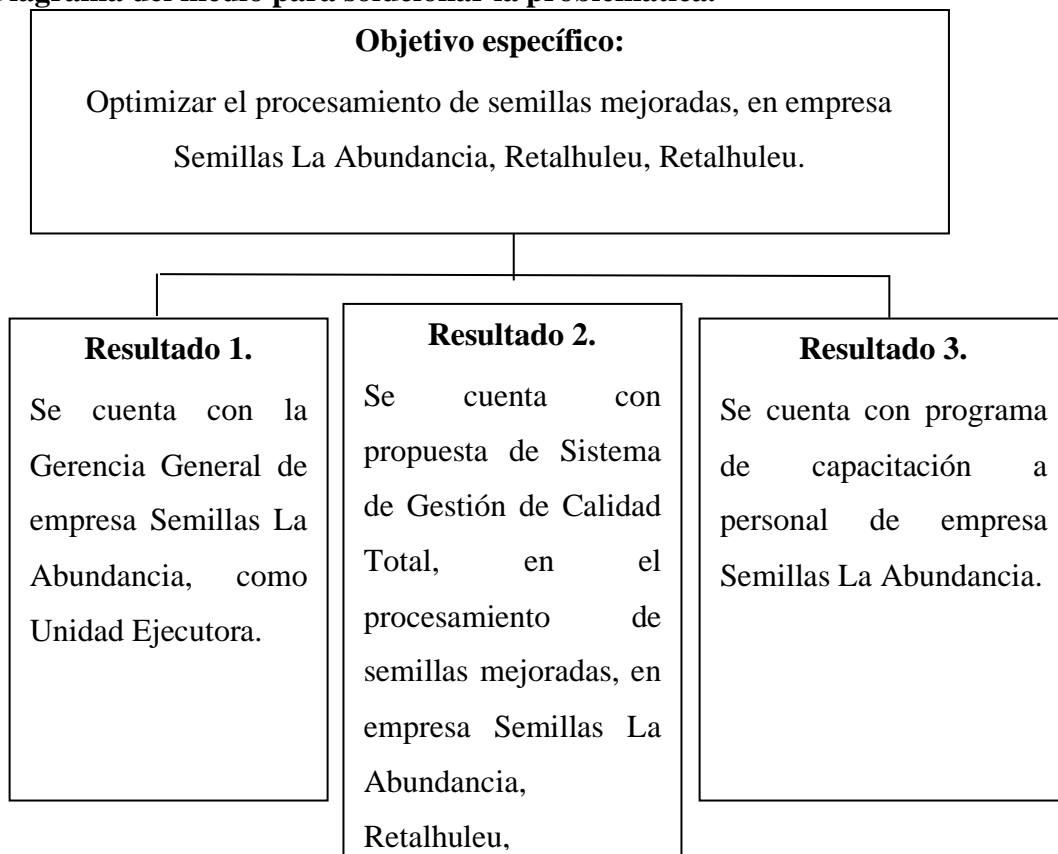 Diagrama del medio para solucionar la problemática.
Objetivo específico:
Optimizar el procesamiento de semillas mejoradas, en empresa
Semillas La Abundancia, Retalhuleu, Retalhuleu.
Resultado 1.
Se cuenta con la
Gerencia General de
empresa Semillas La
Abundancia, como
Unidad Ejecutora.
Resultado 2.
Se cuenta con
propuesta de Sistema
de Gestión de Calidad
Total, en el
procesamiento de
semillas mejoradas, en
empresa Semillas La
Abundancia,
Retalhuleu,
Resultado 3.
Se cuenta con programa
de capacitación a
personal de empresa
Semillas La Abundancia.